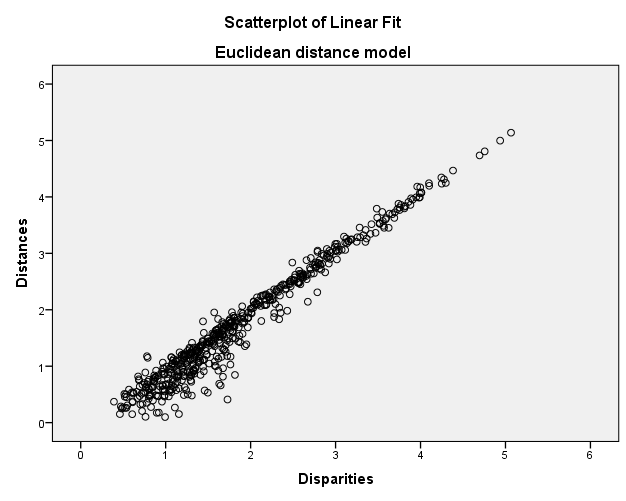 Scatterplot of Linear Fit
Euclidean distance model
Distances
6
5
4
3
2
1
0
0 1 2 3 4 5 6
Disparities